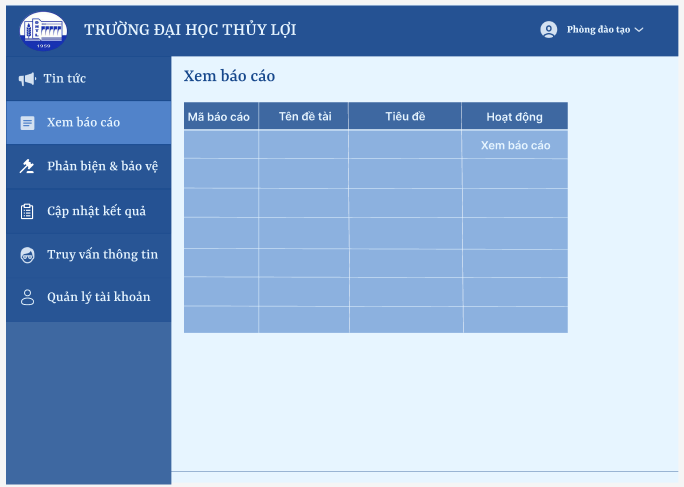 TRƯỜNG ĐẠI HỌC THỦY LỢI
Phòng đào tạo
1959
Tin tức
Xem báo cáo
Phản biện & bảo vệ
Cập nhật kết quả
Truy vấn thông tin
Quản lý tài khoản
Xem báo cáo
Mã báo cáo Tên đề tài Tiêu đề Hoạt động
Xem báo cáo